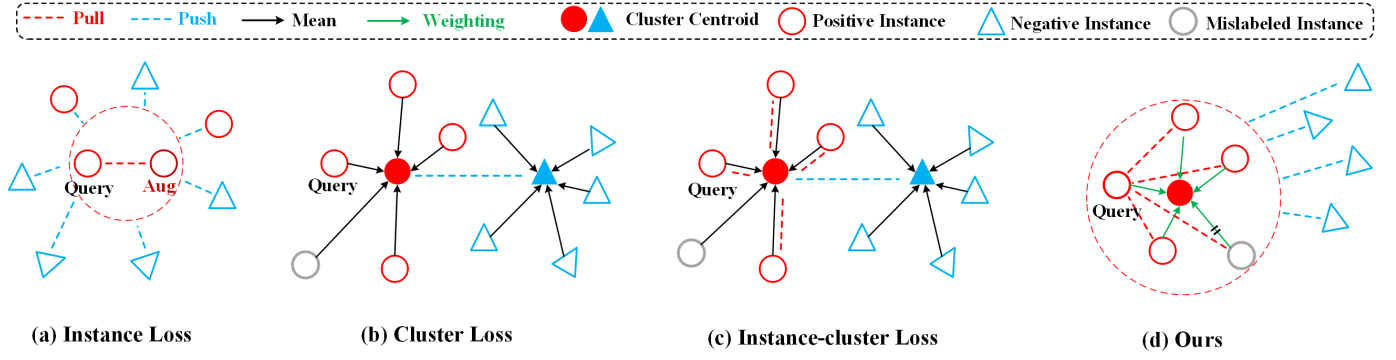 Pull Push Mean Weighting Cluster Centroid Positive Instance Negative Instance Mislabeled Instance
Query Aug
(a) Instance Loss
Query
(b) Cluster Loss
Query
(c) Instance-cluster Loss
Query
(d) Ours